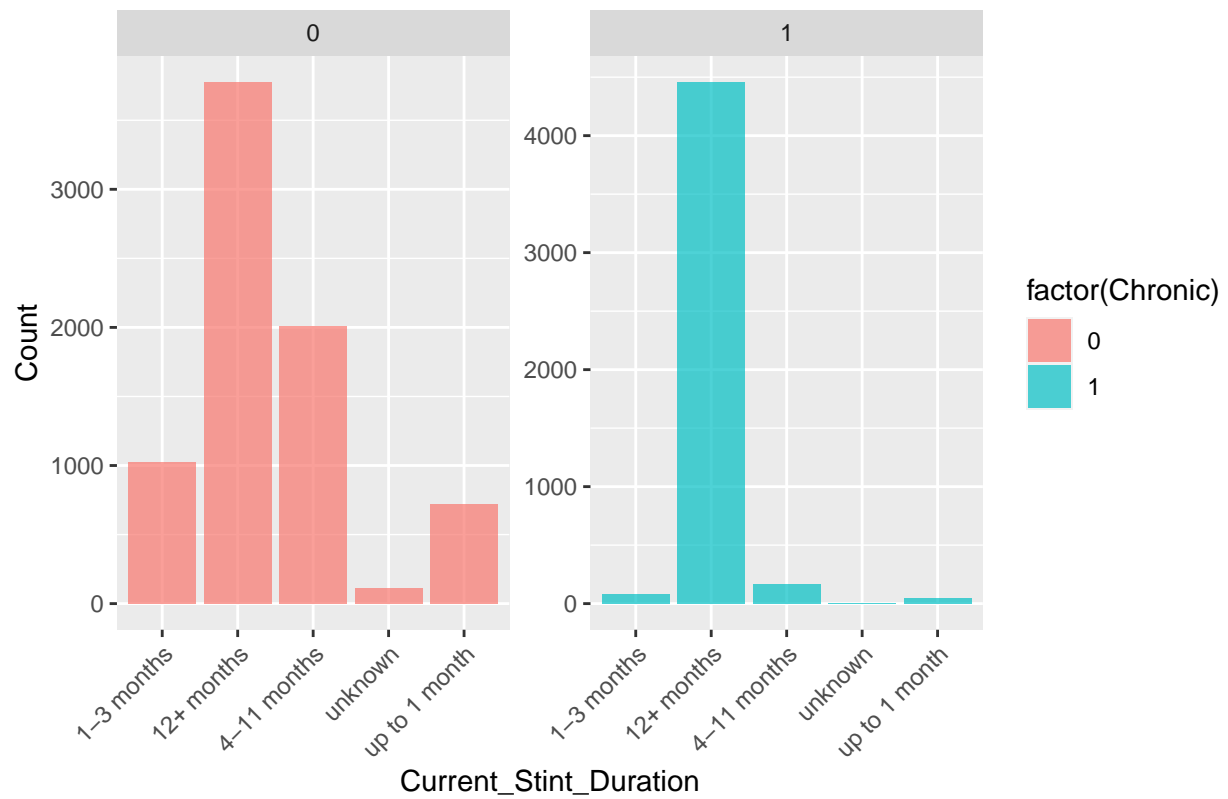 0
1
Count
3000
2000
1000
0
4000
3000
2000
1000
0
1–3 months
12+ months
4–11 months
unknown
up to 1 month
1–3 months
12+ months
4–11 months
unknown
up to 1 month
Current_Stint_Duration
factor(Chronic)
0
1